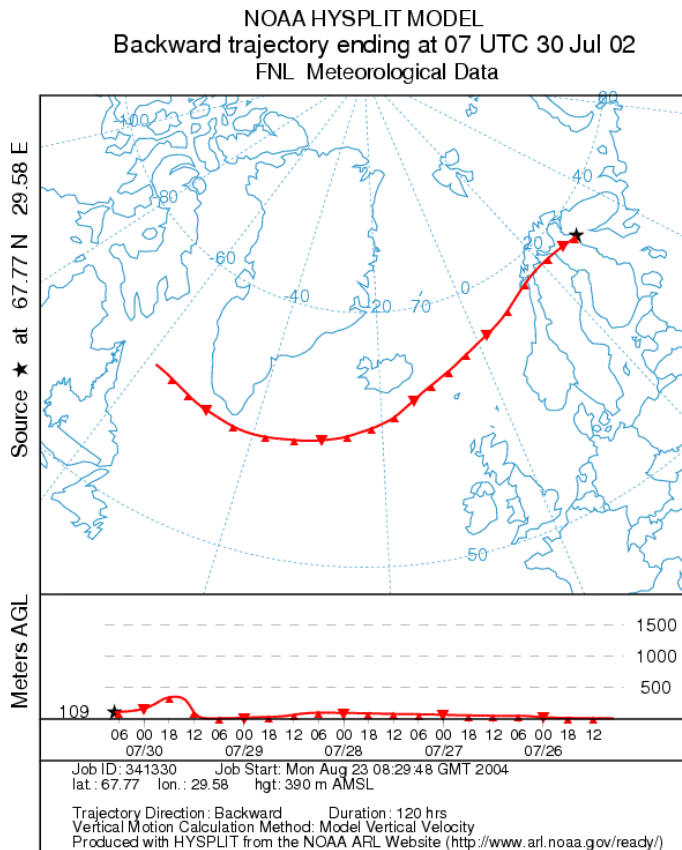 NOAA HYSPLIT MODEL
Backward trajectory ending at 07 UTC 30 Jul 02
FNL Meteorological Data
Source ★ at 67.77 N 29.58 E
-100
-80
-60
-40
-20
70
0
20
40
60
50
Meters AGL
1500
1000
500
109
06 00 18 12 06 00 18 12 06 00 18 12 06 00 18 12 06 00 18 12
07/30 07/29 07/28 07/27 07/26
Job ID: 341330 Job Start: Mon Aug 23 08:29:48 GMT 2004
lat.: 67.77 lon.: 29.58 hgt: 390 m AMSL
Trajectory Direction: Backward Duration: 120 hrs
Vertical Motion Calculation Method: Model Vertical Velocity
Produced with HYSPLIT from the NOAA ARL Website (http://www.arl.noaa.gov/ready/)